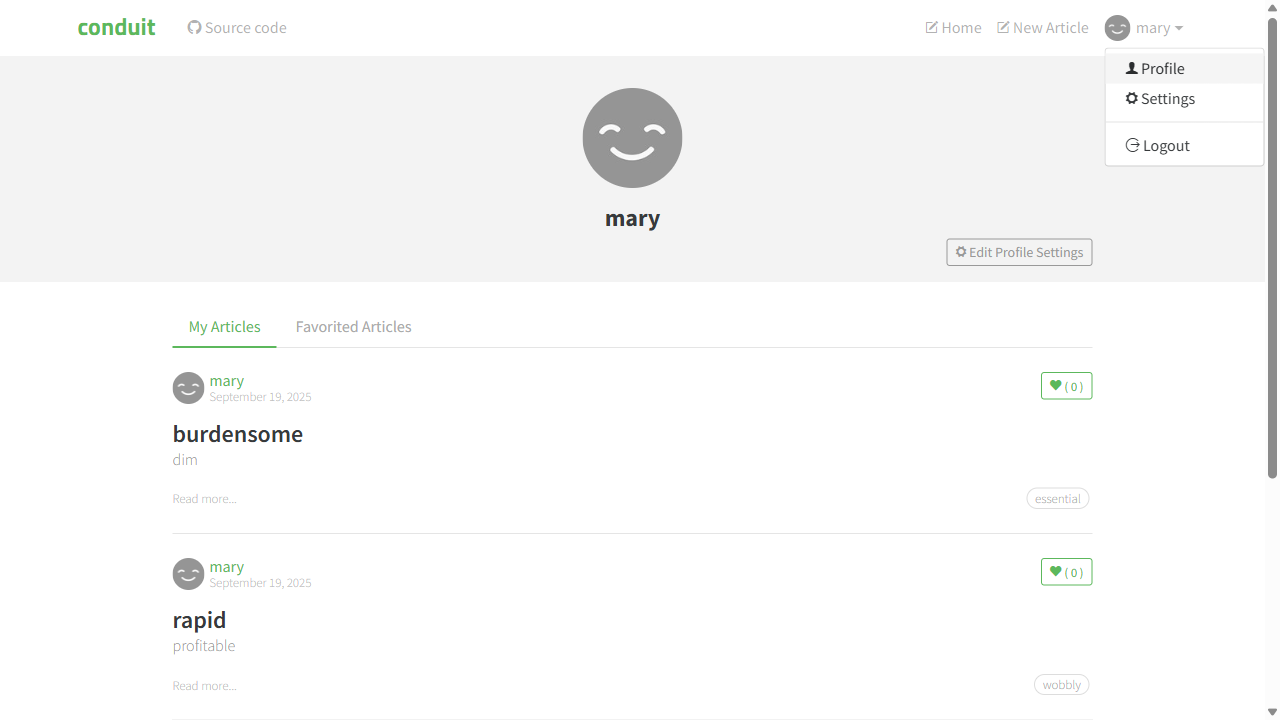 conduit
Source code
Home
New Article
mary
Profile
Settings
Logout
mary
Edit Profile Settings
My Articles
Favorited Articles
mary
September 19, 2025
( 0 )
burdensome
dim
Read more...
essential
mary
September 19, 2025
( 0 )
rapid
profitable
Read more...
wobbly